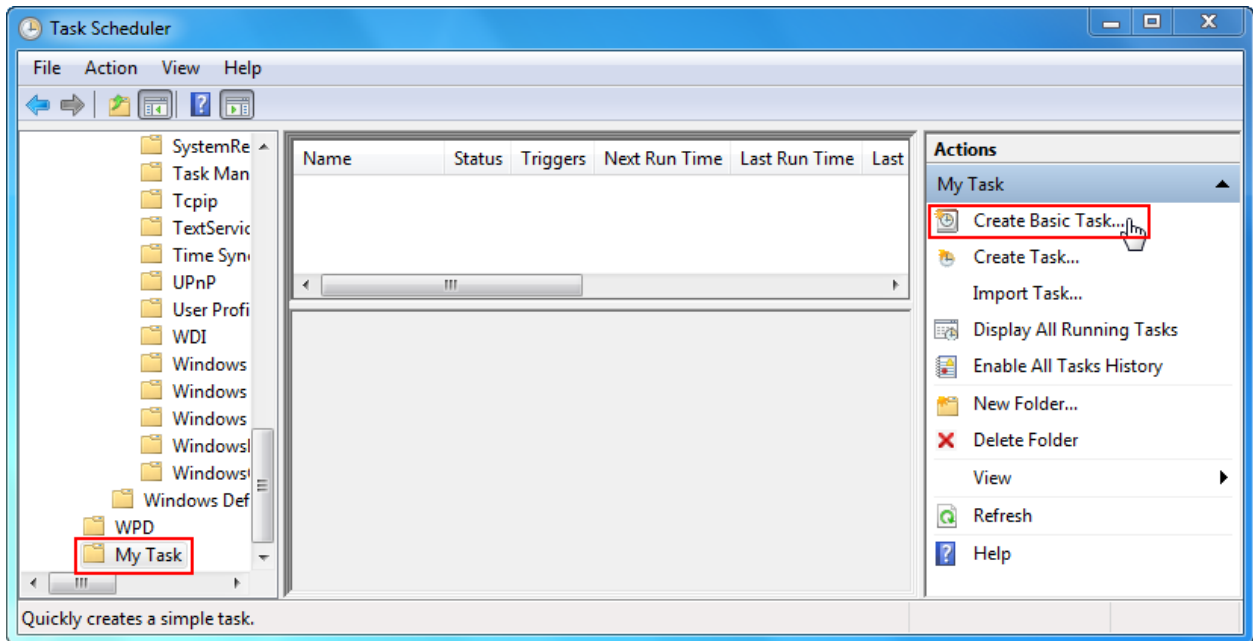 Task Scheduler
File Action View Help
SystemRe
Task Man
Tcpip
TextServic
Time Syn
UPnP
User Profi
WDI
Windows
Windows
Windows
Windows
Windows
Windows Def
WPD
My Task
Name Status Triggers Next Run Time Last Run Time Last
Actions
My Task
Create Basic Task...
Create Task...
Import Task...
Display All Running Tasks
Enable All Tasks History
New Folder...
Delete Folder
View
Refresh
Help
Quickly creates a simple task.